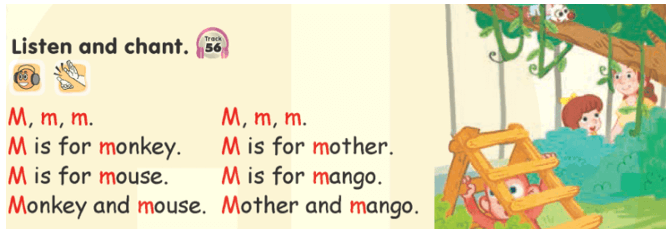 Listen and chant.
Track
56
M, m, m.
M is for monkey.
M is for mouse.
Monkey and mouse.
M, m, m.
M is for mother.
M is for mango.
Mother and mango.